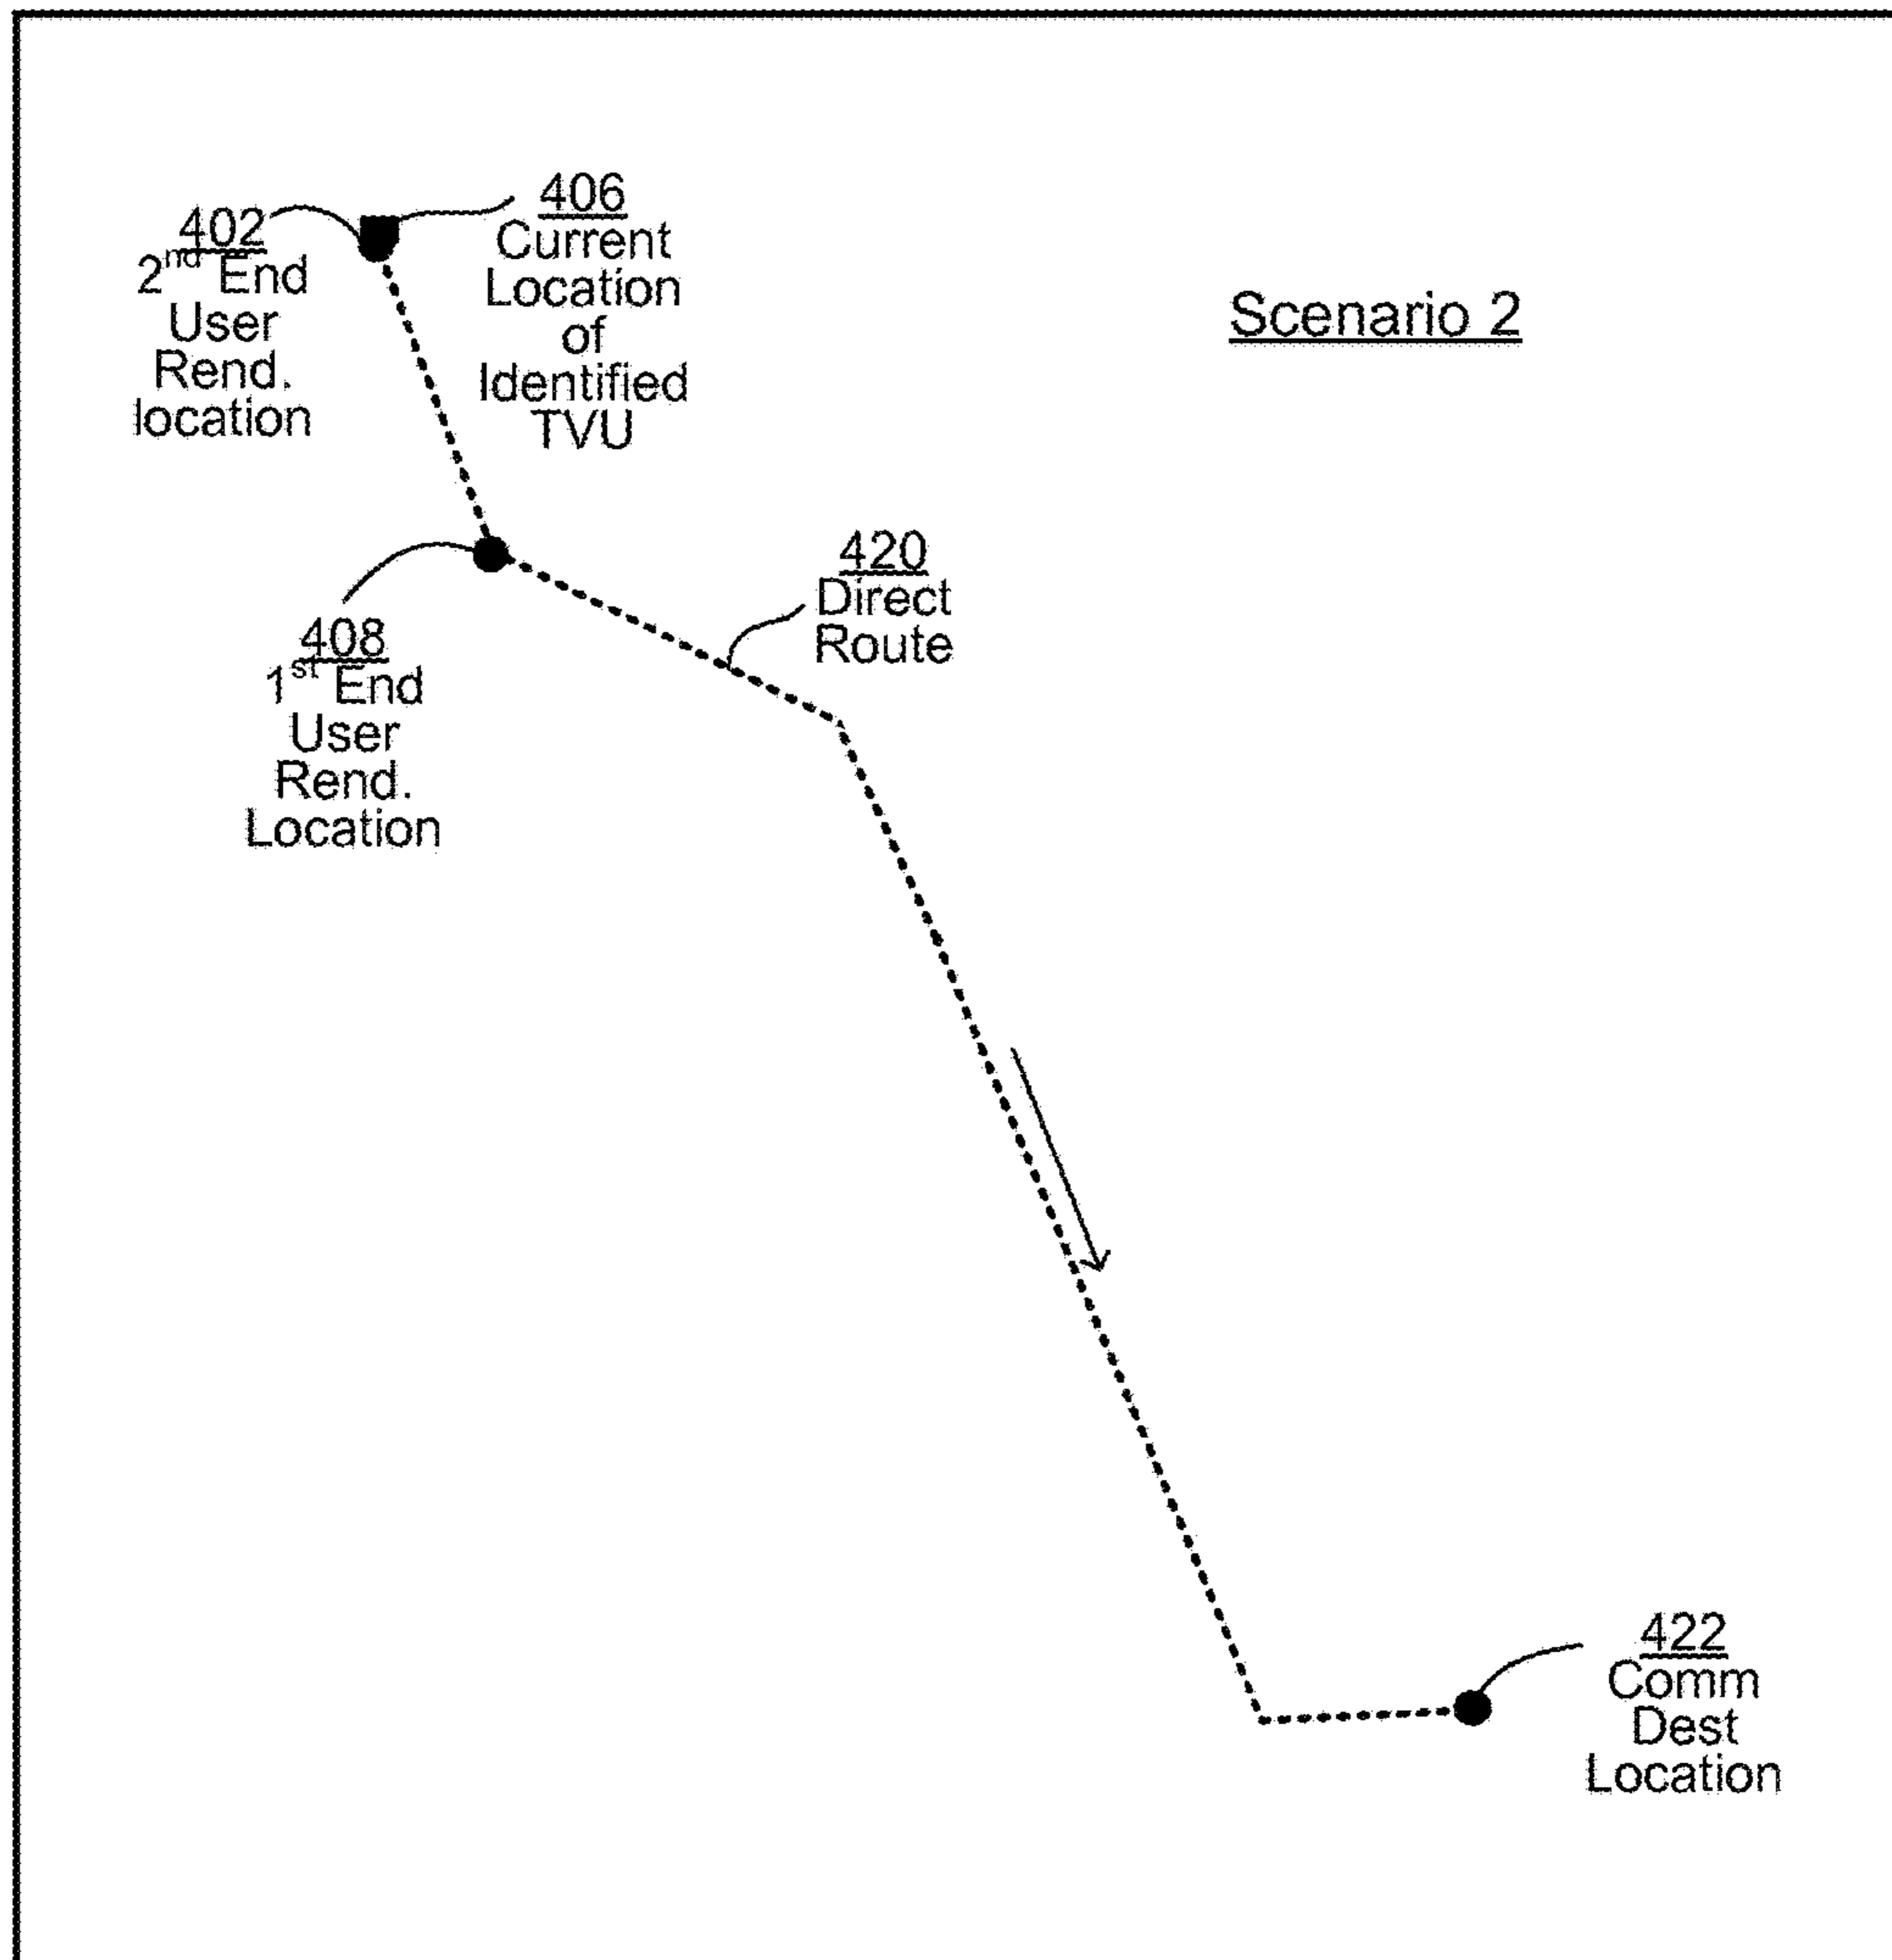 406
Current
Location
of
Identified
TVU
402
2nd End
User
Rend.
location
Scenario 2
420
Direct
Route
408
1st End
User
Rend.
Location
422
Comm
Dest
Location